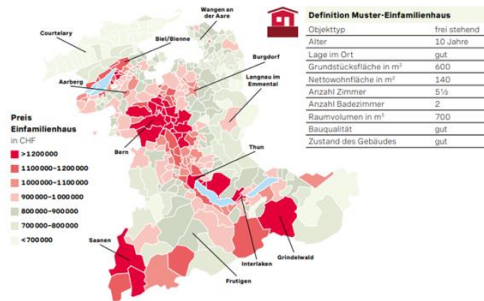 Wangen an
der Aare
Courtelary
Biel/Bienne
Burgdorf
Aarberg
Langnau im
Emmental
Preis
Einfamilienhaus
in CHF
>1200000
1100000–1200000
1000000–1100000
900000–1000000
800000–900000
700000–800000
<700000
Bern
Thun
Saanen
Interlaken
Grindelwald
Frutigen
Definition Muster-Einfamilienhaus
Objekttyp frei stehend
Alter 10 Jahre
Lage im Ort gut
Grundstücksfläche in m² 600
Nettowohnfläche in m² 140
Anzahl Zimmer 5½
Anzahl Badezimmer 2
Raumvolumen in m³ 700
Bauqualität gut
Zustand des Gebäudes gut